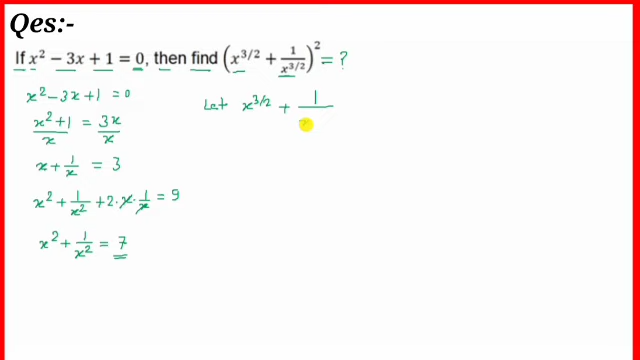 Qes:-
If x² − 3x + 1 = 0, then find (x^{3/2} + 1/x^{3/2})² = ?
x² − 3x + 1 = 0
(x² + 1)/x = 3x/x
x + 1/x = 3
x² + 1/x² + 2·x·1/x = 9
x² + 1/x² = 7
Let x^{3/2} + 1/